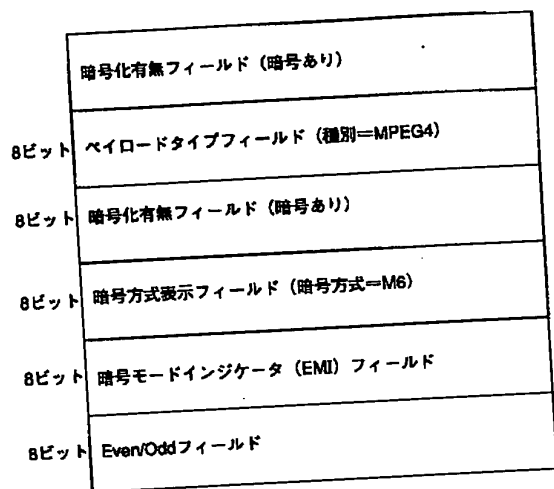 暗号化有無フィールド（暗号あり）
8ビット ペイロードタイプフィールド（種別＝MPEG4）
8ビット 暗号化有無フィールド（暗号あり）
8ビット 暗号方式表示フィールド（暗号方式＝M6）
8ビット 暗号モードインジケータ（EMI）フィールド
8ビット Even/Oddフィールド